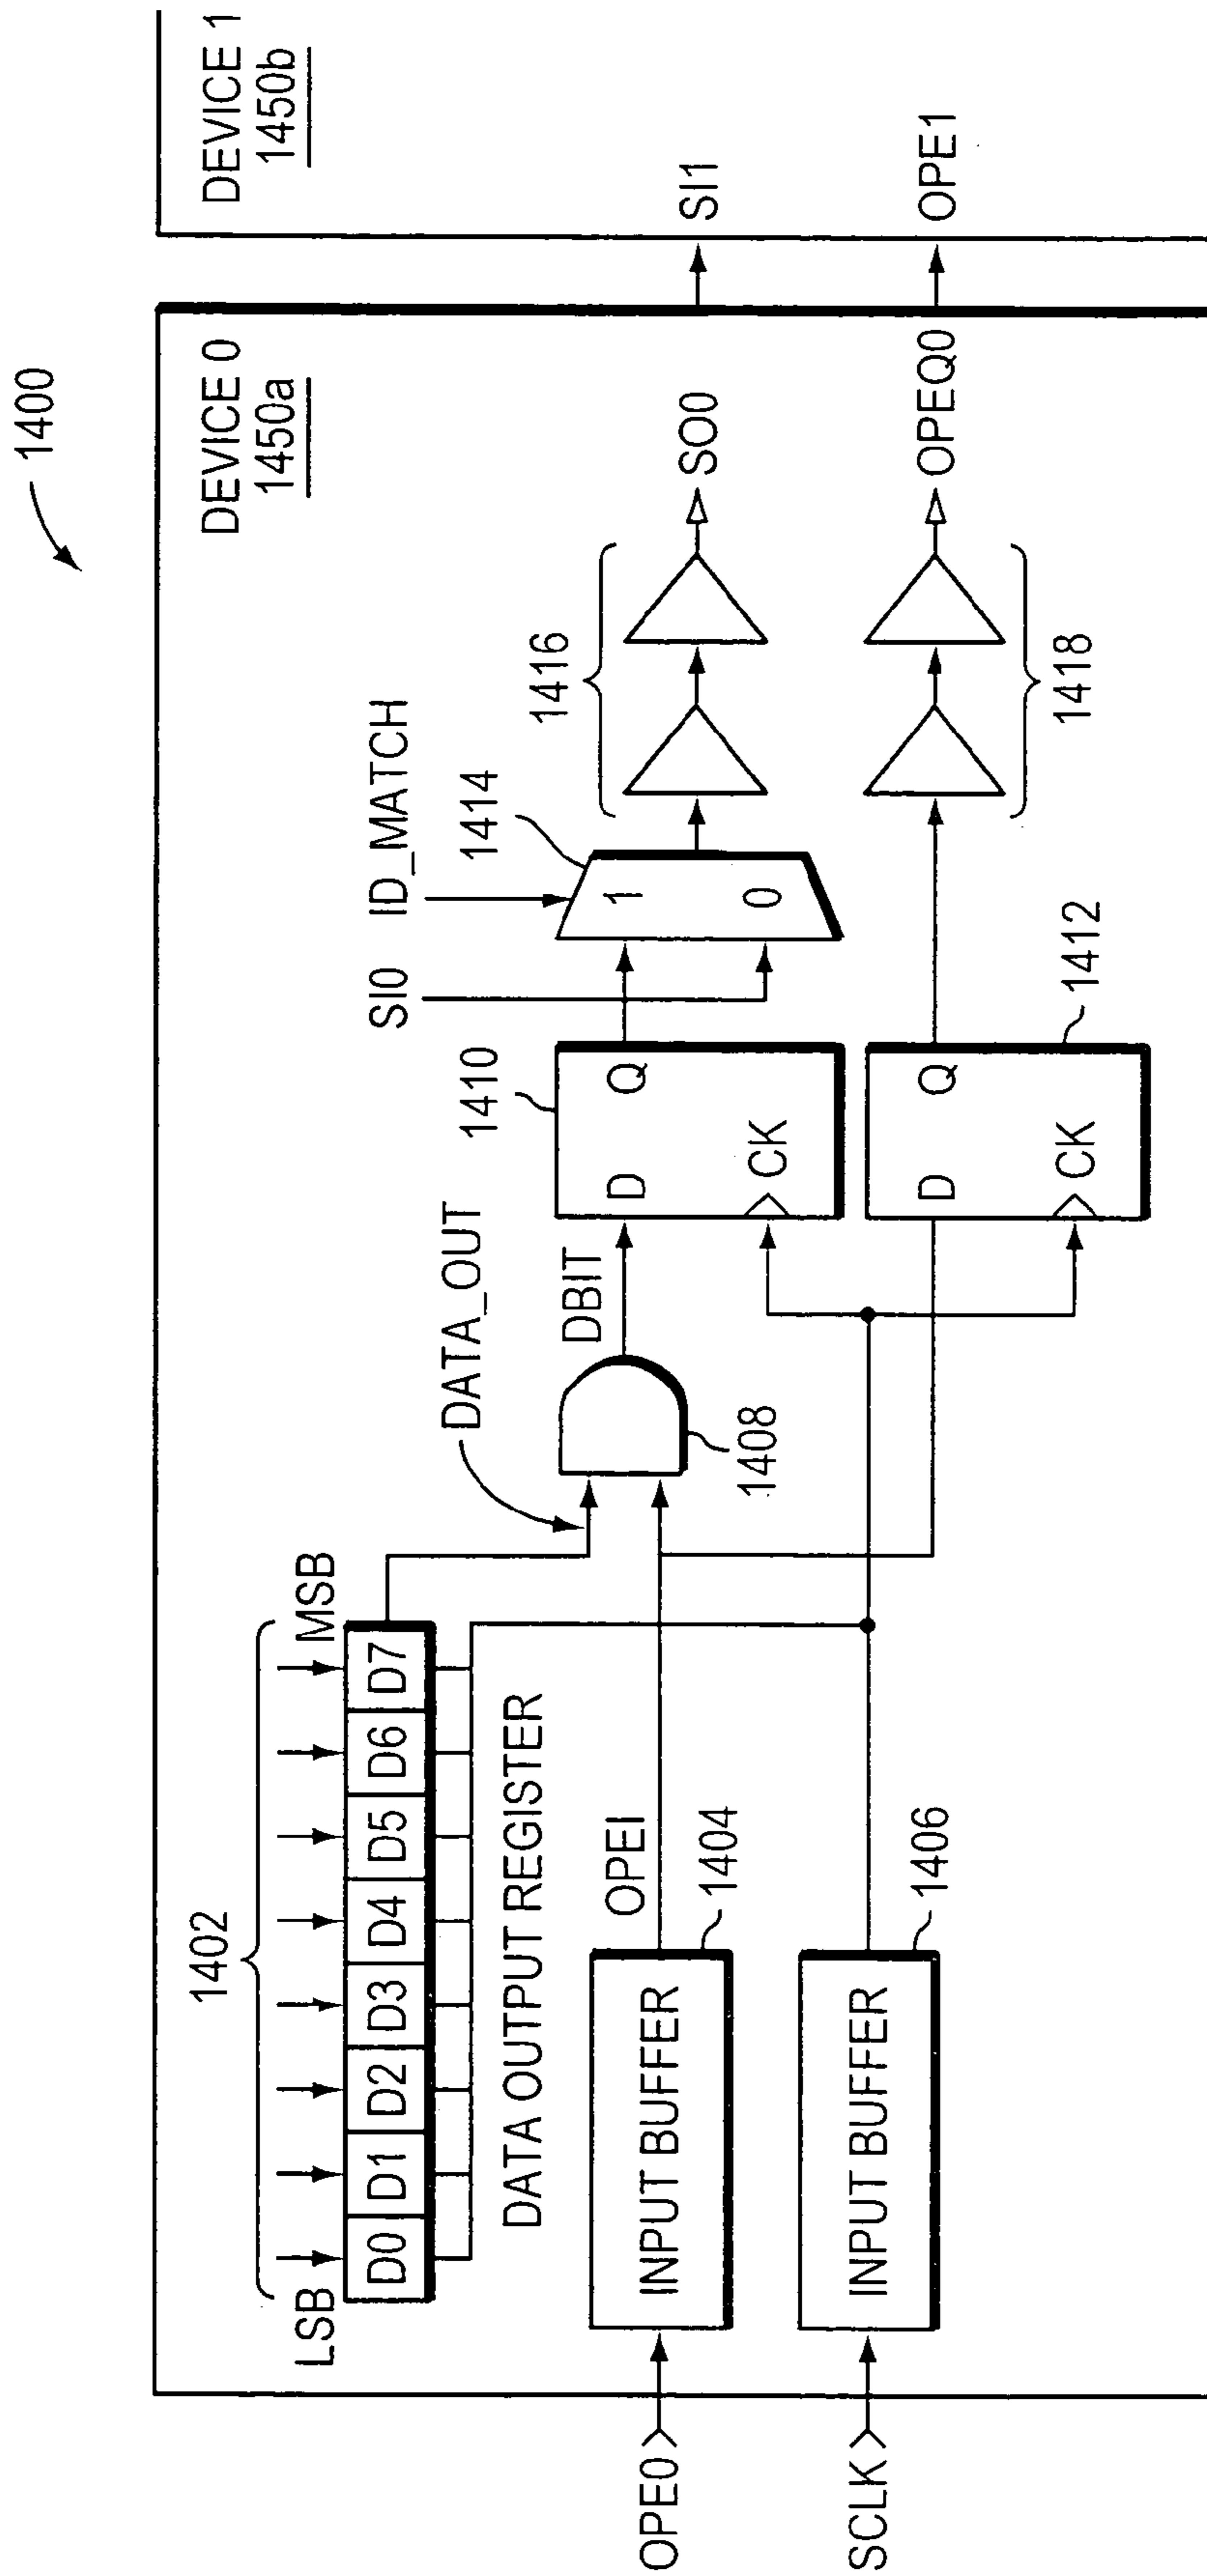 1400
DEVICE 0
1450a
DEVICE 1
1450b
1402
LSB
MSB
D0 D1 D2 D3 D4 D5 D6 D7
DATA OUTPUT REGISTER
DATA_OUT
SI0
ID_MATCH
1410
1414
1416
DBIT
D
Q
CK
1
0
SO0
SI1
OPE0
INPUT BUFFER
OPEI
1404
1408
SCLK
INPUT BUFFER
1406
D
Q
CK
1412
OPEQ0
OPE1
1418